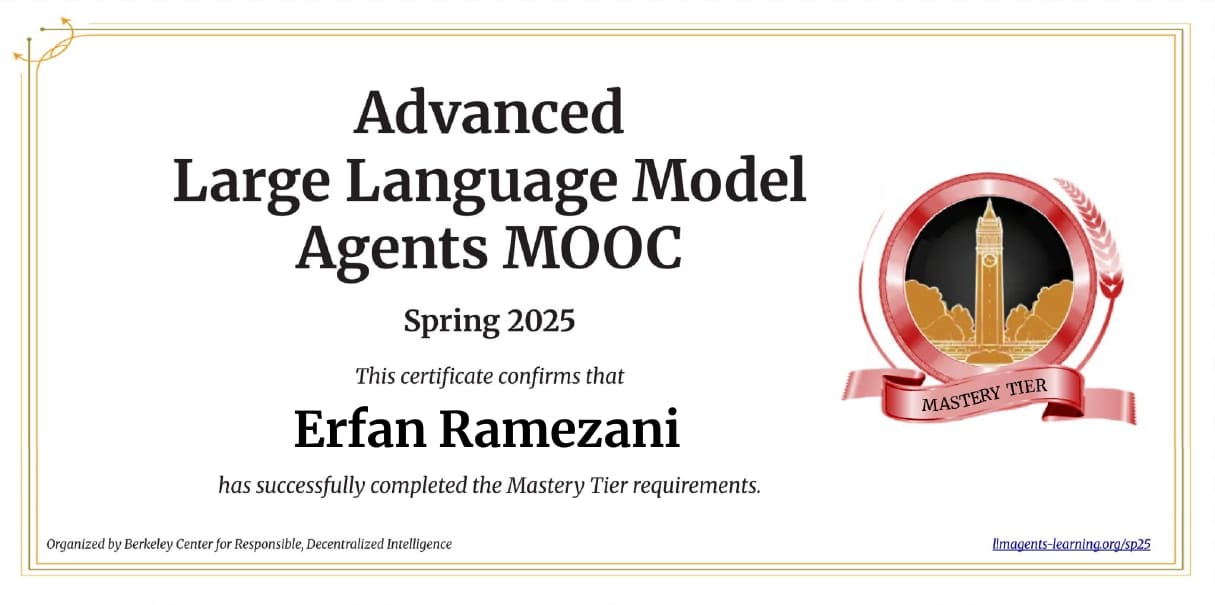 Advanced
Large Language Model
Agents MOOC
Spring 2025
This certificate confirms that
Erfan Ramezani
has successfully completed the Mastery Tier requirements.
MASTERY TIER
Organized by Berkeley Center for Responsible, Decentralized Intelligence
llmagents-learning.org/sp25